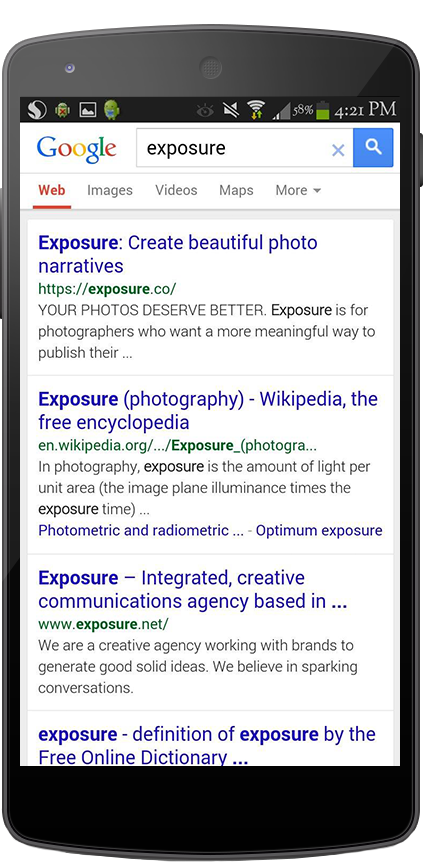 58% 4:21 PM
Google exposure
Web Images Videos Maps More
Exposure: Create beautiful photo
narratives
https://exposure.co/
YOUR PHOTOS DESERVE BETTER. Exposure is for
photographers who want a more meaningful way to
publish their ...
Exposure (photography) - Wikipedia, the
free encyclopedia
en.wikipedia.org/.../Exposure_(photogra...
In photography, exposure is the amount of light per
unit area (the image plane illuminance times the
exposure time) ...
Photometric and radiometric ... - Optimum exposure
Exposure – Integrated, creative
communications agency based in ...
www.exposure.net/
We are a creative agency working with brands to
generate good solid ideas. We believe in sparking
conversations.
exposure - definition of exposure by the
Free Online Dictionary ...